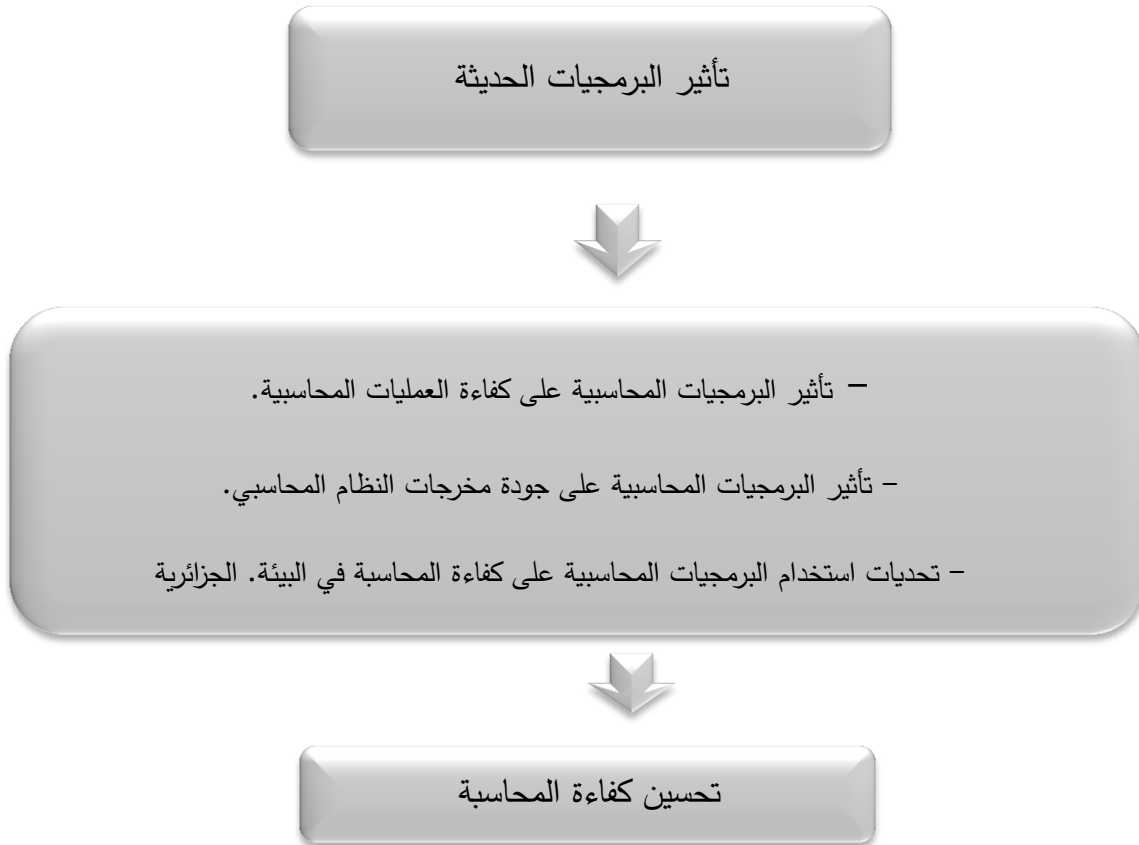 تأثير البرمجيات الحديثة
– تأثير البرمجيات المحاسبية على كفاءة العمليات المحاسبية.
– تأثير البرمجيات المحاسبية على جودة مخرجات النظام المحاسبي.
– تحديات استخدام البرمجيات المحاسبية على كفاءة المحاسبة في البيئة. الجزائرية
تحسين كفاءة المحاسبة